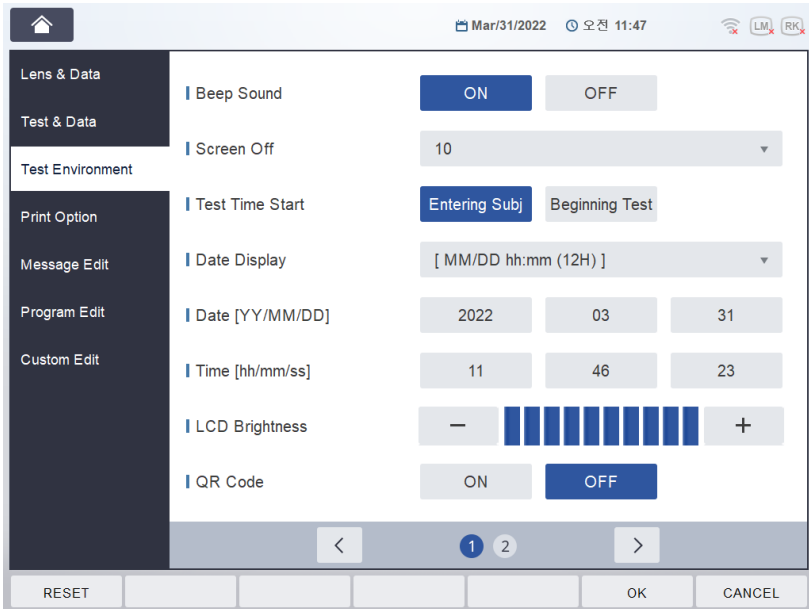 Mar/31/2022 오전 11:47 LM RK
Lens & Data
Test & Data
Test Environment
Print Option
Message Edit
Program Edit
Custom Edit
Beep Sound ON OFF
Screen Off 10
Test Time Start Entering Subj Beginning Test
Date Display [ MM/DD hh:mm (12H) ]
Date [YY/MM/DD] 2022 03 31
Time [hh/mm/ss] 11 46 23
LCD Brightness − +
QR Code ON OFF
< 1 2 >
RESET OK CANCEL